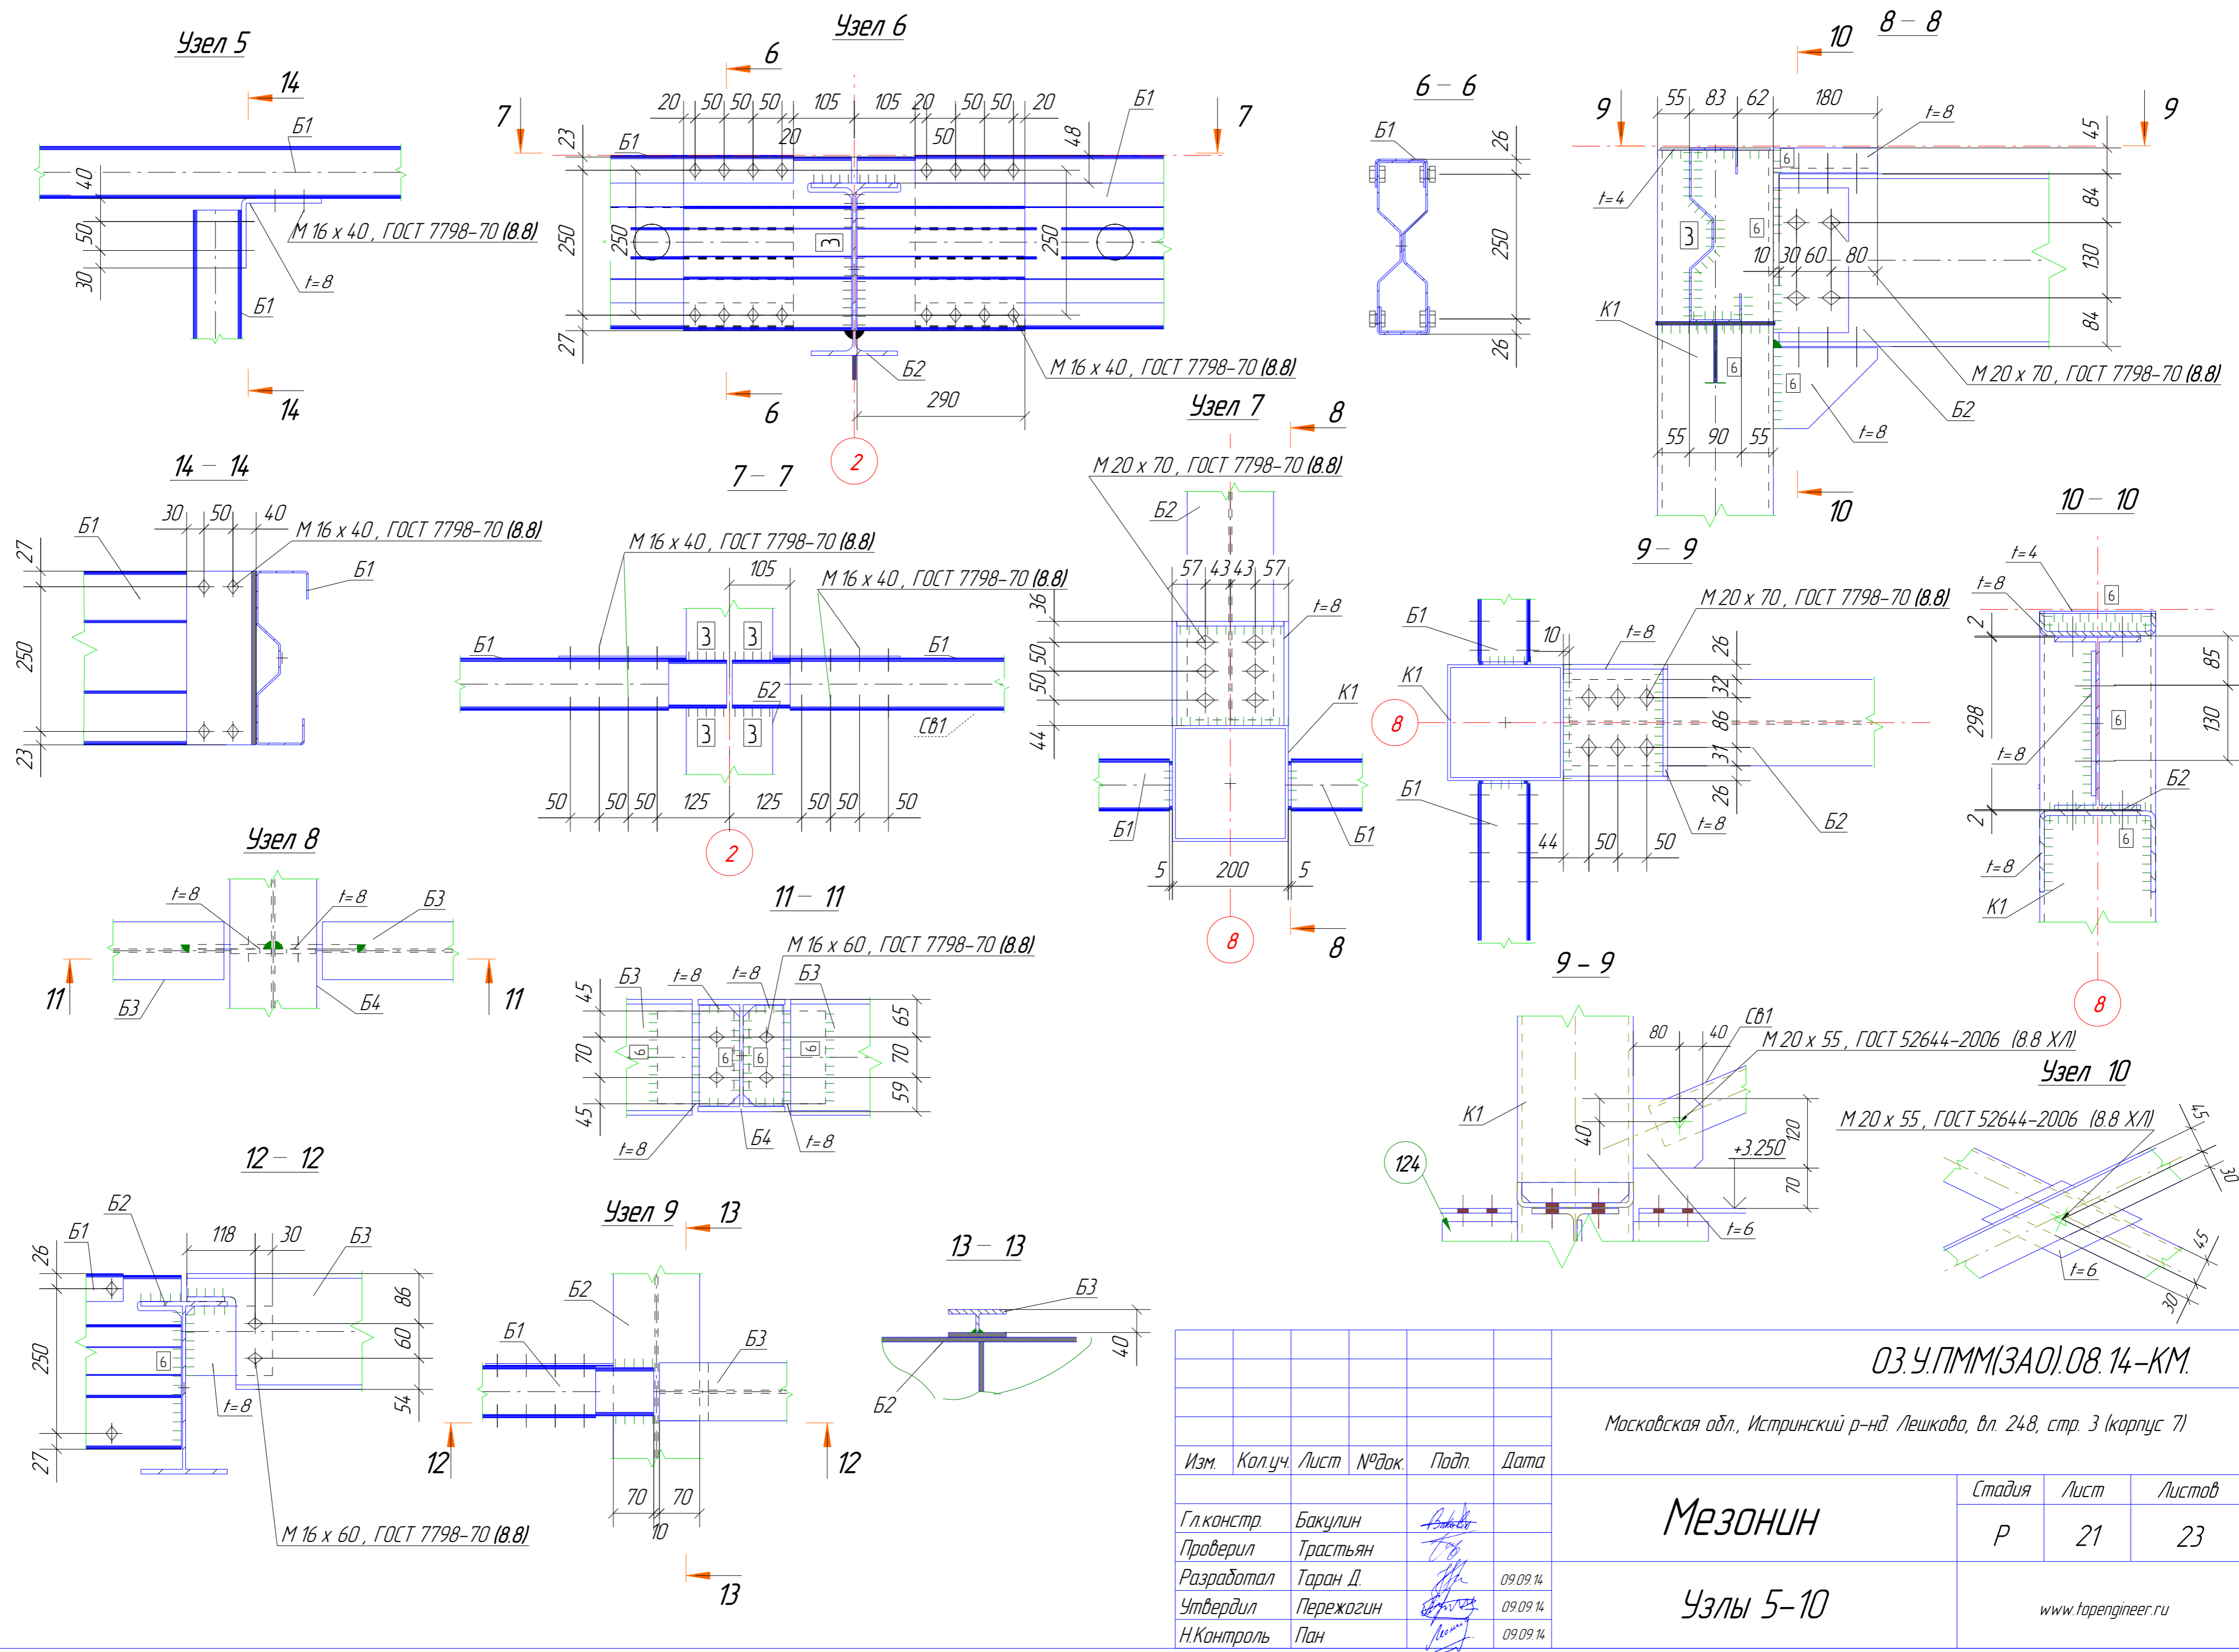 Узел 5
14
Б1
40
50
30
М 16 х 40 , ГОСТ 7798-70 (8.8)
t=8
Б1
14
Узел 6
6
7
20 50 50 50 105 105 20 50 50 20
20 50
23
48
Б1
Б1
7
250
250
250
3
27
Б2
М 16 х 40 , ГОСТ 7798-70 (8.8)
6
290
2
6 - 6
Б1
26
250
26
8 - 8
10
9
55 83 62 180
t=8
9
45
t=4
6
84
3
6
10 30 60 80
130
К1
84
6
6
М 20 х 70 , ГОСТ 7798-70 (8.8)
Б2
t=8
55 90 55
10
14 - 14
30 50 40
Б1
М 16 х 40 , ГОСТ 7798-70 (8.8)
27
Б1
250
23
7 - 7
М 16 х 40 , ГОСТ 7798-70 (8.8)
105
М 16 х 40 , ГОСТ 7798-70 (8.8)
3 3
Б1
Б1
Б2
3 3
СВ1
50 50 50 125 125 50 50 50
2
Узел 7
8
М 20 х 70 , ГОСТ 7798-70 (8.8)
Б2
57 43 43 57
36
t=8
50
50
К1
44
Б1
Б1
5 200 5
8
8
9 - 9
М 20 х 70 , ГОСТ 7798-70 (8.8)
Б1
10
t=8
26
К1
32
8
86
31
Б1
26
t=8
Б2
44 50 50
10 - 10
t=4
t=8
6
2
85
298
6
130
t=8
Б2
2
6
t=8
К1
8
Узел 8
t=8
t=8
Б3
11
11
Б3
Б4
11 - 11
М 16 х 60 , ГОСТ 7798-70 (8.8)
Б3
t=8
t=8
Б3
45
65
70
6
6
6
6
70
45
59
t=8
Б4
t=8
9 - 9
80 40
СВ1
М 20 х 55 , ГОСТ 52644-2006 (8.8 ХЛ)
К1
40
120
+3.250
70
124
t=6
Узел 10
М 20 х 55 , ГОСТ 52644-2006 (8.8 ХЛ)
45
30
45
30
t=6
12 - 12
Б2
Б1
118 30
Б3
26
86
250
60
6
54
t=8
27
М 16 х 60 , ГОСТ 7798-70 (8.8)
Узел 9
13
Б2
Б1
Б3
12
12
70 70
10
13
13 - 13
Б3
40
Б2
03.У.ПММ(ЗАО).08.14-КМ.
Московская обл., Истринский р-нд. Лешково, вл. 248, стр. 3 (корпус 7)
Изм. Кол.уч. Лист №док. Подп. Дата
Мезонин
Стадия Лист Листов
Р 21 23
Гл.констр. Бакулин
Проверил Трастьян
Разработал Таран Д. 09.09.14
Утвердил Пережогин 09.09.14
Н.Контроль Пан 09.09.14
Узлы 5-10
www.topengineer.ru